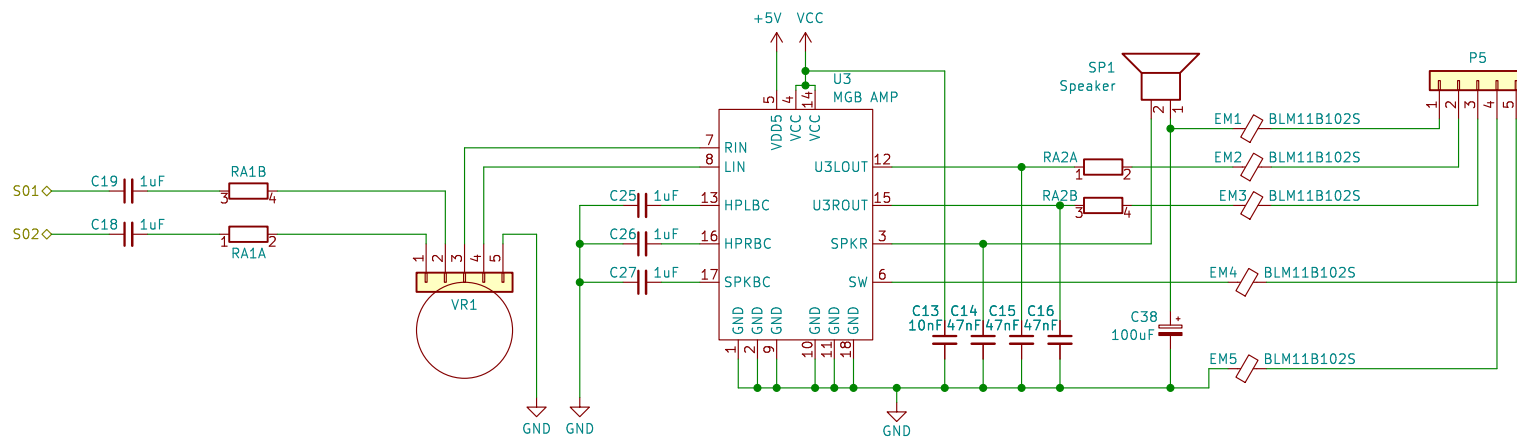 +5V VCC
P5
SP1
Speaker
U3
MGB AMP
5 4 14
VDD5 VCC VCC
2 1
1 2 3 4 5
EM1 BLM11B102S
7 RIN
8 LIN
U3LOUT 12
RA2A
1 2
EM2 BLM11B102S
RA1B
3 4
S01 C19 1uF
C25 1uF 13 HPLBC
U3ROUT 15
RA2B
3 4
EM3 BLM11B102S
S02 C18 1uF
1 2
RA1A
C26 1uF 16 HPRBC
SPKR 3
1 2 3 4 5
VR1
C27 1uF 17 SPKBC
SW 6
EM4 BLM11B102S
GND GND GND GND GND GND
1 2 9 10 11 18
C13 C14 C15 C16
10nF 47nF 47nF 47nF
C38 +
100uF
EM5 BLM11B102S
GND GND GND